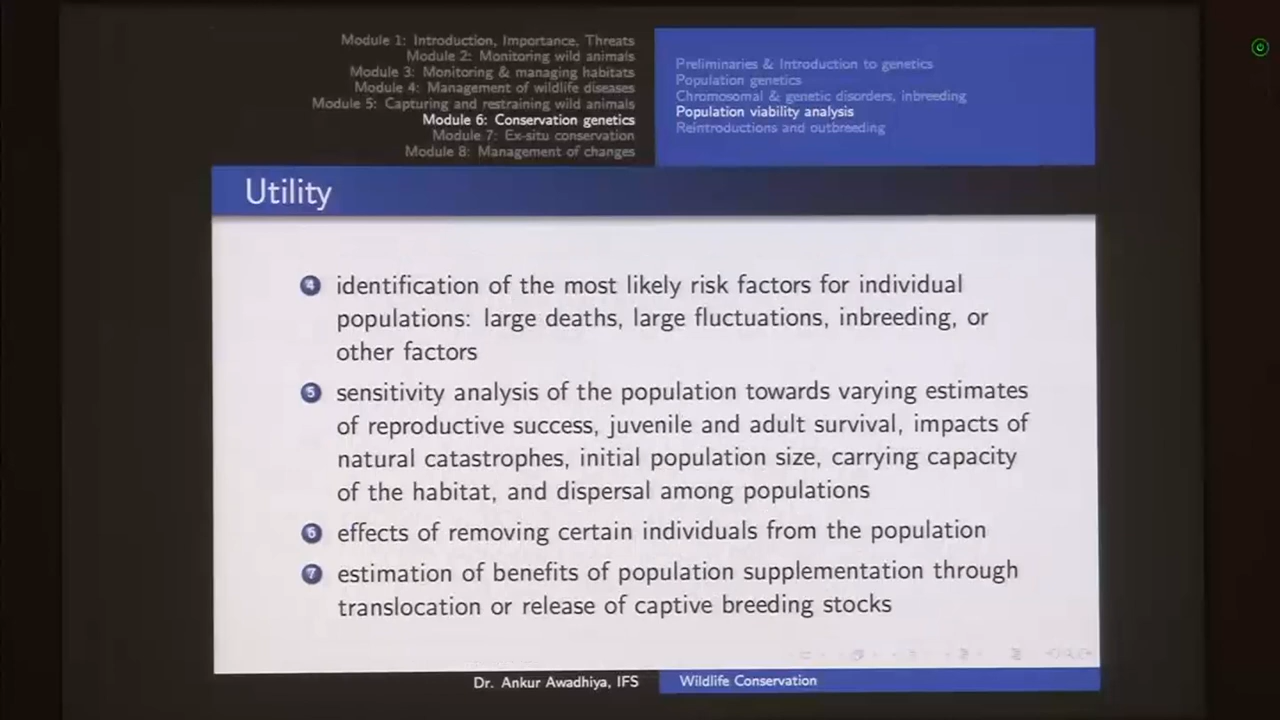 Module 1: Introduction, Importance, Threats
Module 2: Monitoring wild animals
Module 3: Monitoring & managing habitats
Module 4: Management of wildlife diseases
Module 5: Capturing and restraining wild animals
Module 6: Conservation genetics
Module 7: Ex-situ conservation
Module 8: Management of changes
Preliminaries & Introduction to genetics
Population genetics
Chromosomal & genetic disorders, inbreeding
Population viability analysis
Reintroductions and outbreeding
Utility
4 identification of the most likely risk factors for individual
populations: large deaths, large fluctuations, inbreeding, or
other factors
5 sensitivity analysis of the population towards varying estimates
of reproductive success, juvenile and adult survival, impacts of
natural catastrophes, initial population size, carrying capacity
of the habitat, and dispersal among populations
6 effects of removing certain individuals from the population
7 estimation of benefits of population supplementation through
translocation or release of captive breeding stocks
Dr. Ankur Awadhiya, IFS
Wildlife Conservation